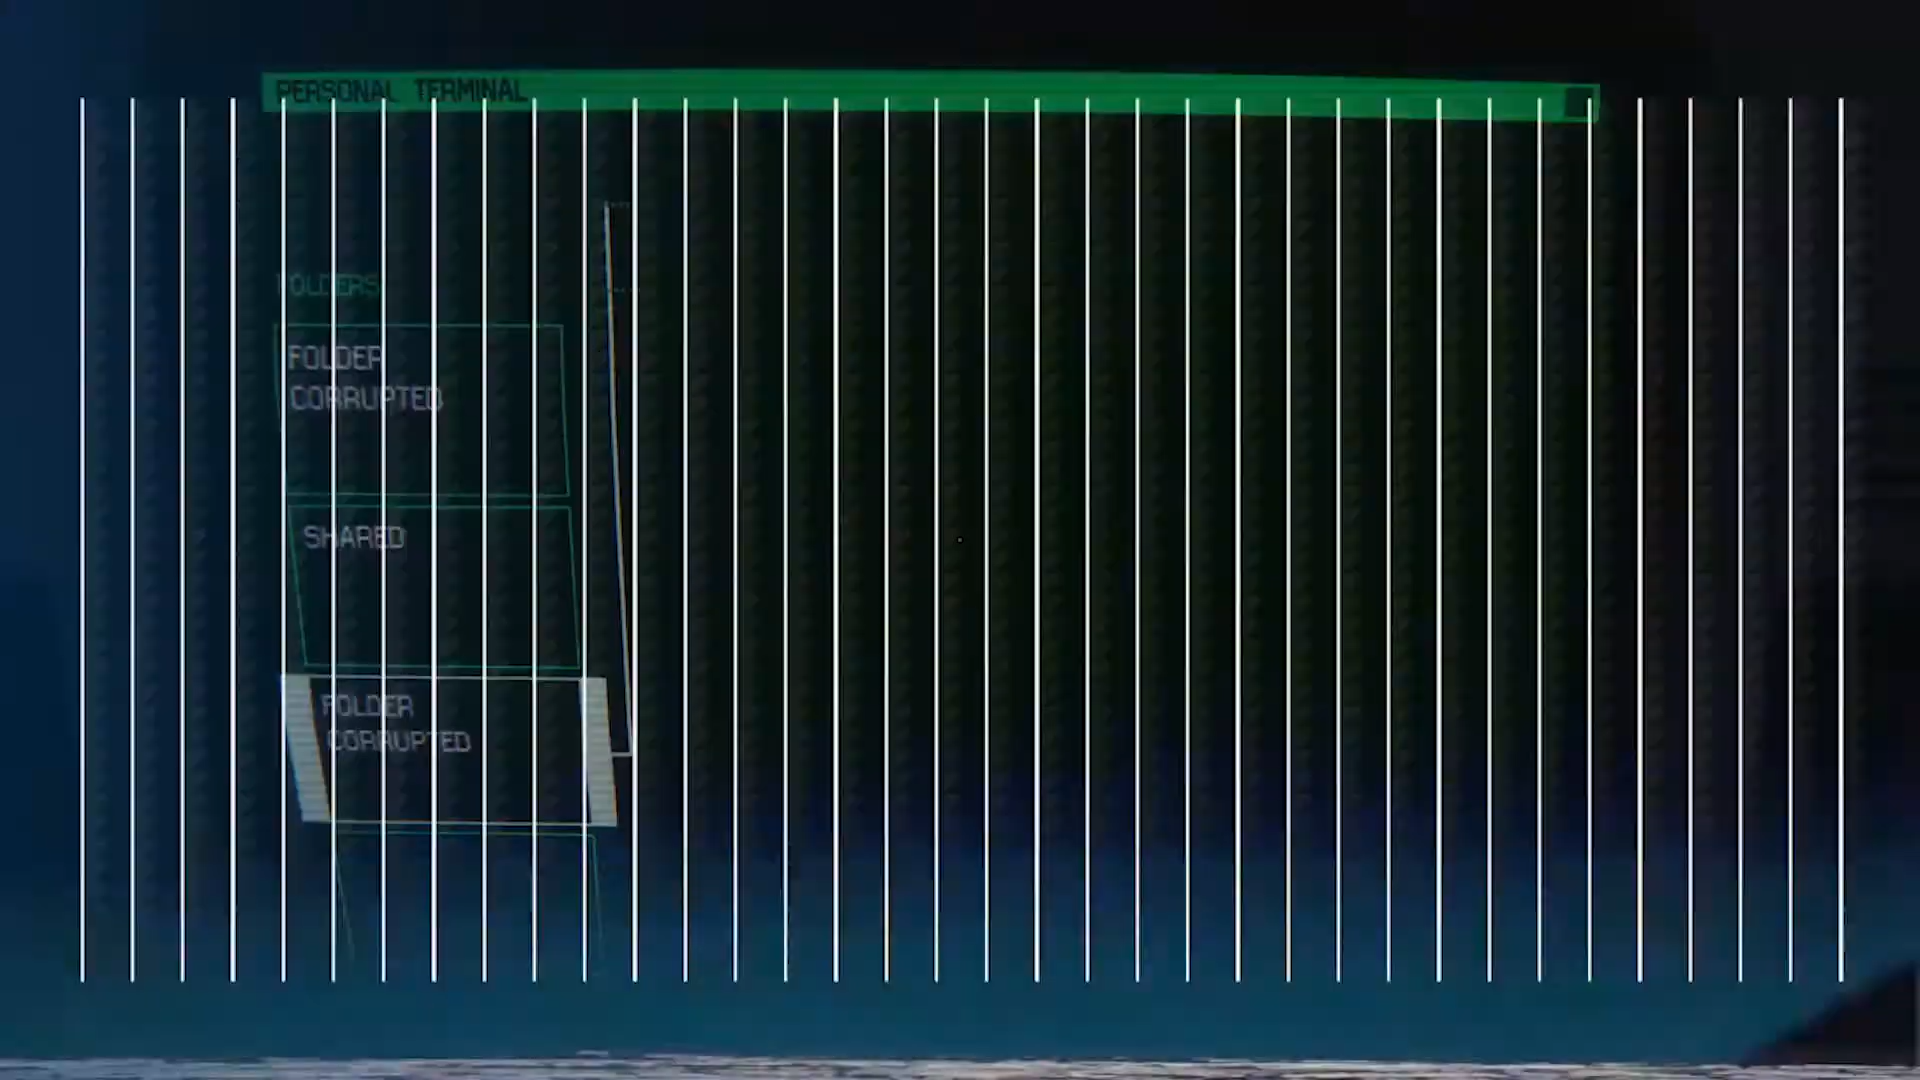 PERSONAL TERMINAL
FOLDERS
FOLDER
CORRUPTED
SHARED
FOLDER
CORRUPTED